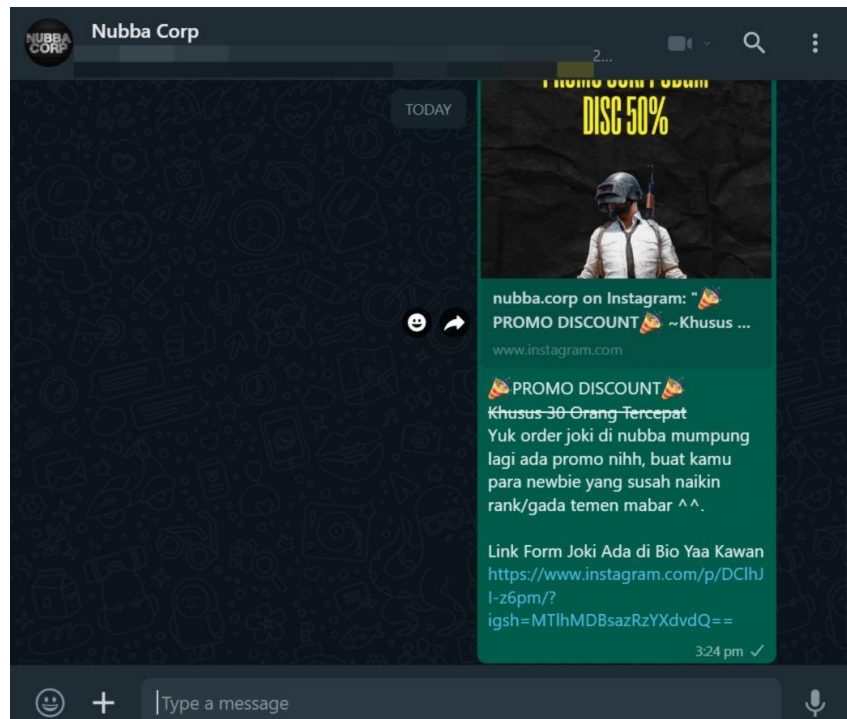 NUBBA
CORP
Nubba Corp
2...
TODAY
DISC 50%
nubba.corp on Instagram: "🎉
PROMO DISCOUNT🎉 ~Khusus ...
www.instagram.com
🎉PROMO DISCOUNT🎉
Khusus 30 Orang Tercepat
Yuk order joki di nubba mumpung
lagi ada promo nihh, buat kamu
para newbie yang susah naikin
rank/gada temen mabar ^^.
Link Form Joki Ada di Bio Yaa Kawan
https://www.instagram.com/p/DClhJ
I-z6pm/?
igsh=MTlhMDBsazRzYXdvdQ==
3:24 pm
Type a message